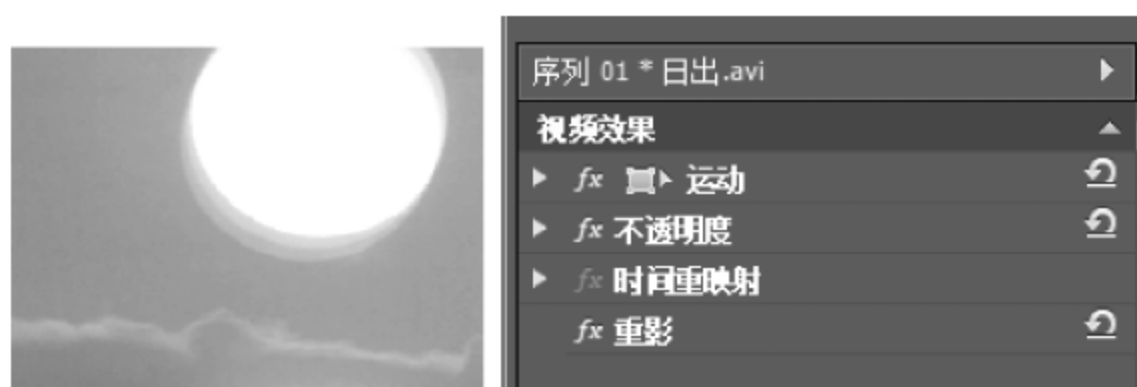 序列 01 * 日出.avi
视频效果
fx 运动
fx 不透明度
fx 时间重映射
fx 重影